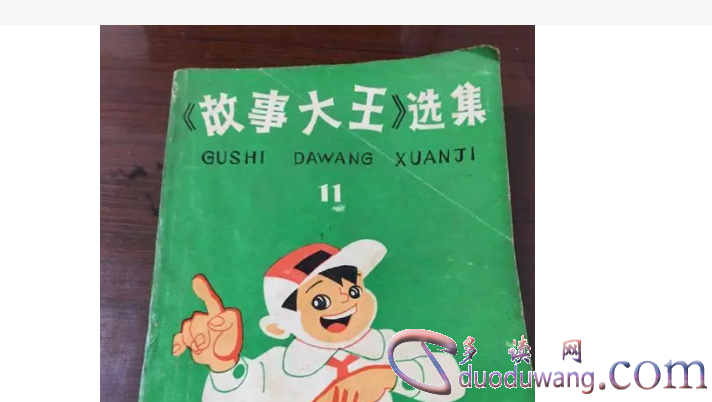 《故事大王》选集
GUSHI DAWANG XUANJI
11
多读网
duoduwang.com